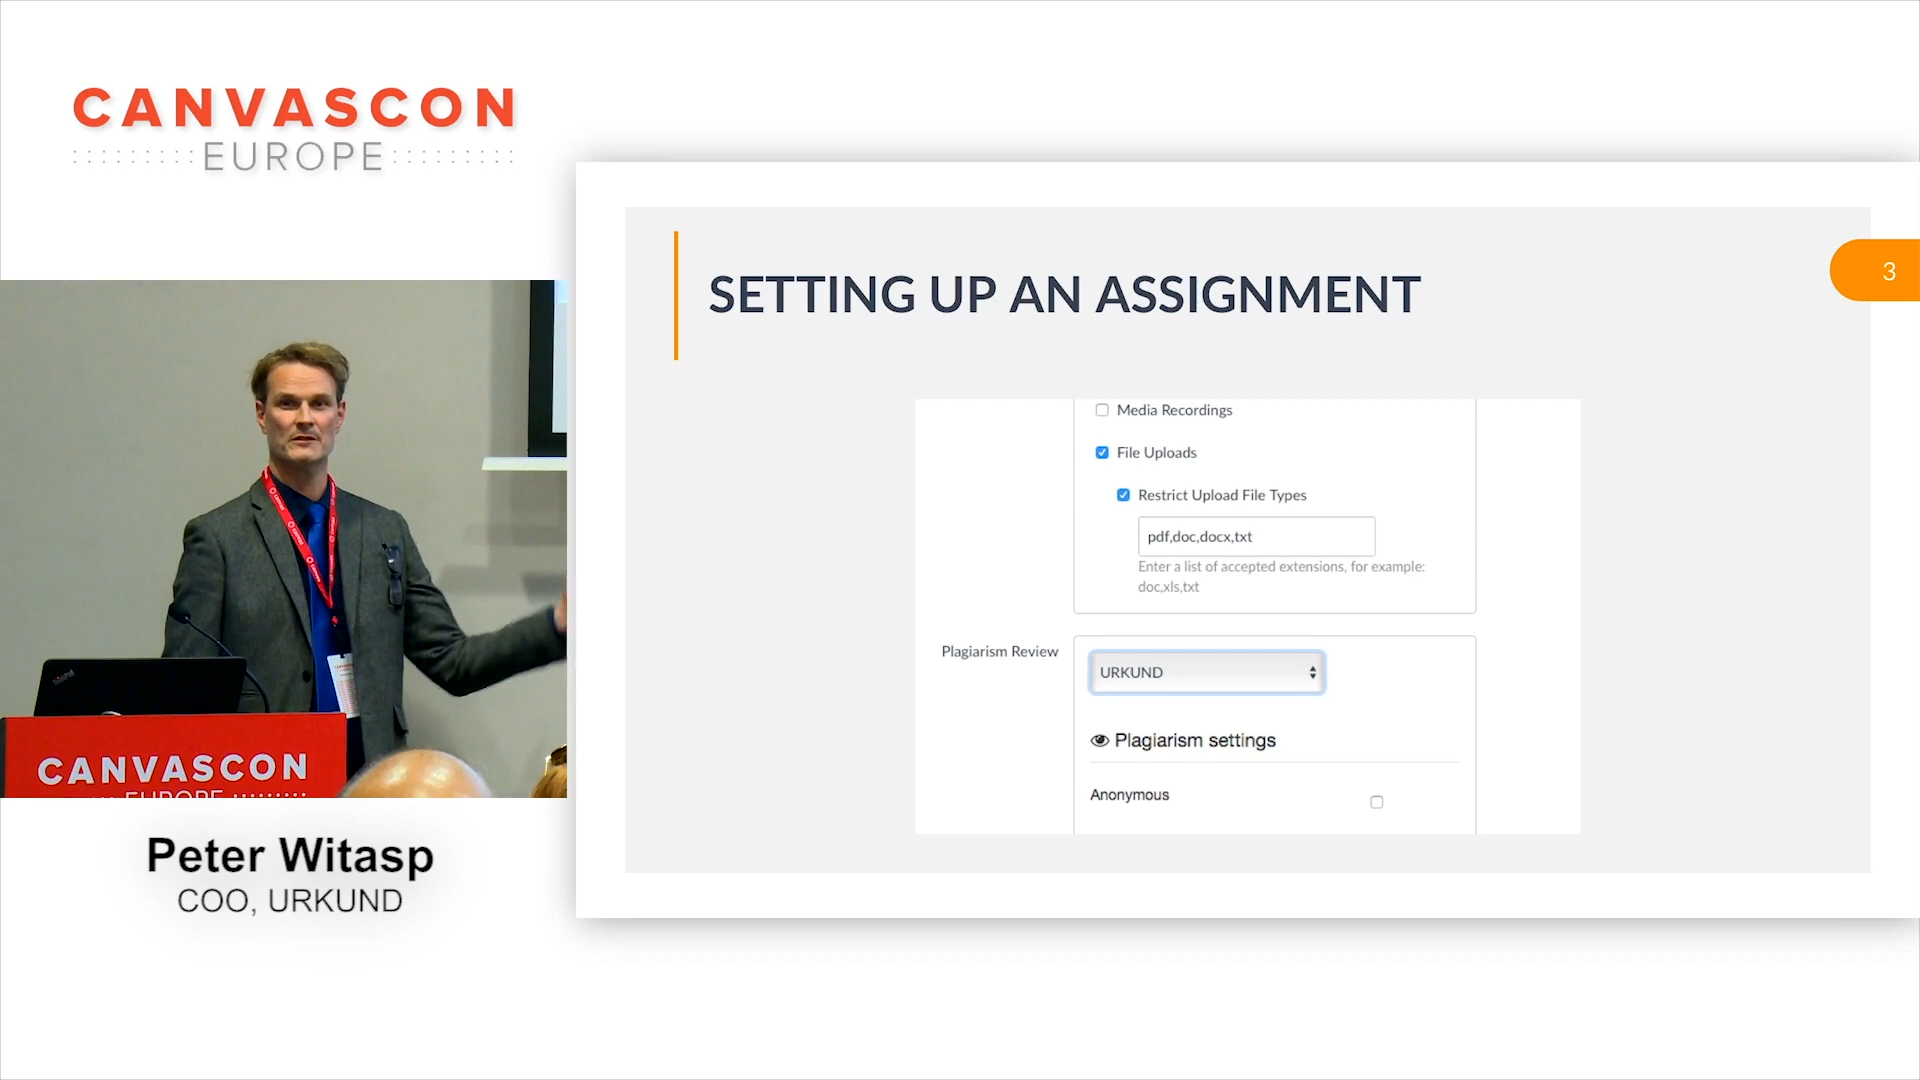 CANVASCON
EUROPE
SETTING UP AN ASSIGNMENT
3
Media Recordings
File Uploads
Restrict Upload File Types
pdf,doc,docx,txt
Enter a list of accepted extensions, for example:
doc,xls,txt
Plagiarism Review
URKUND
Plagiarism settings
Anonymous
CANVASCON
EUROPE
Peter Witasp
COO, URKUND